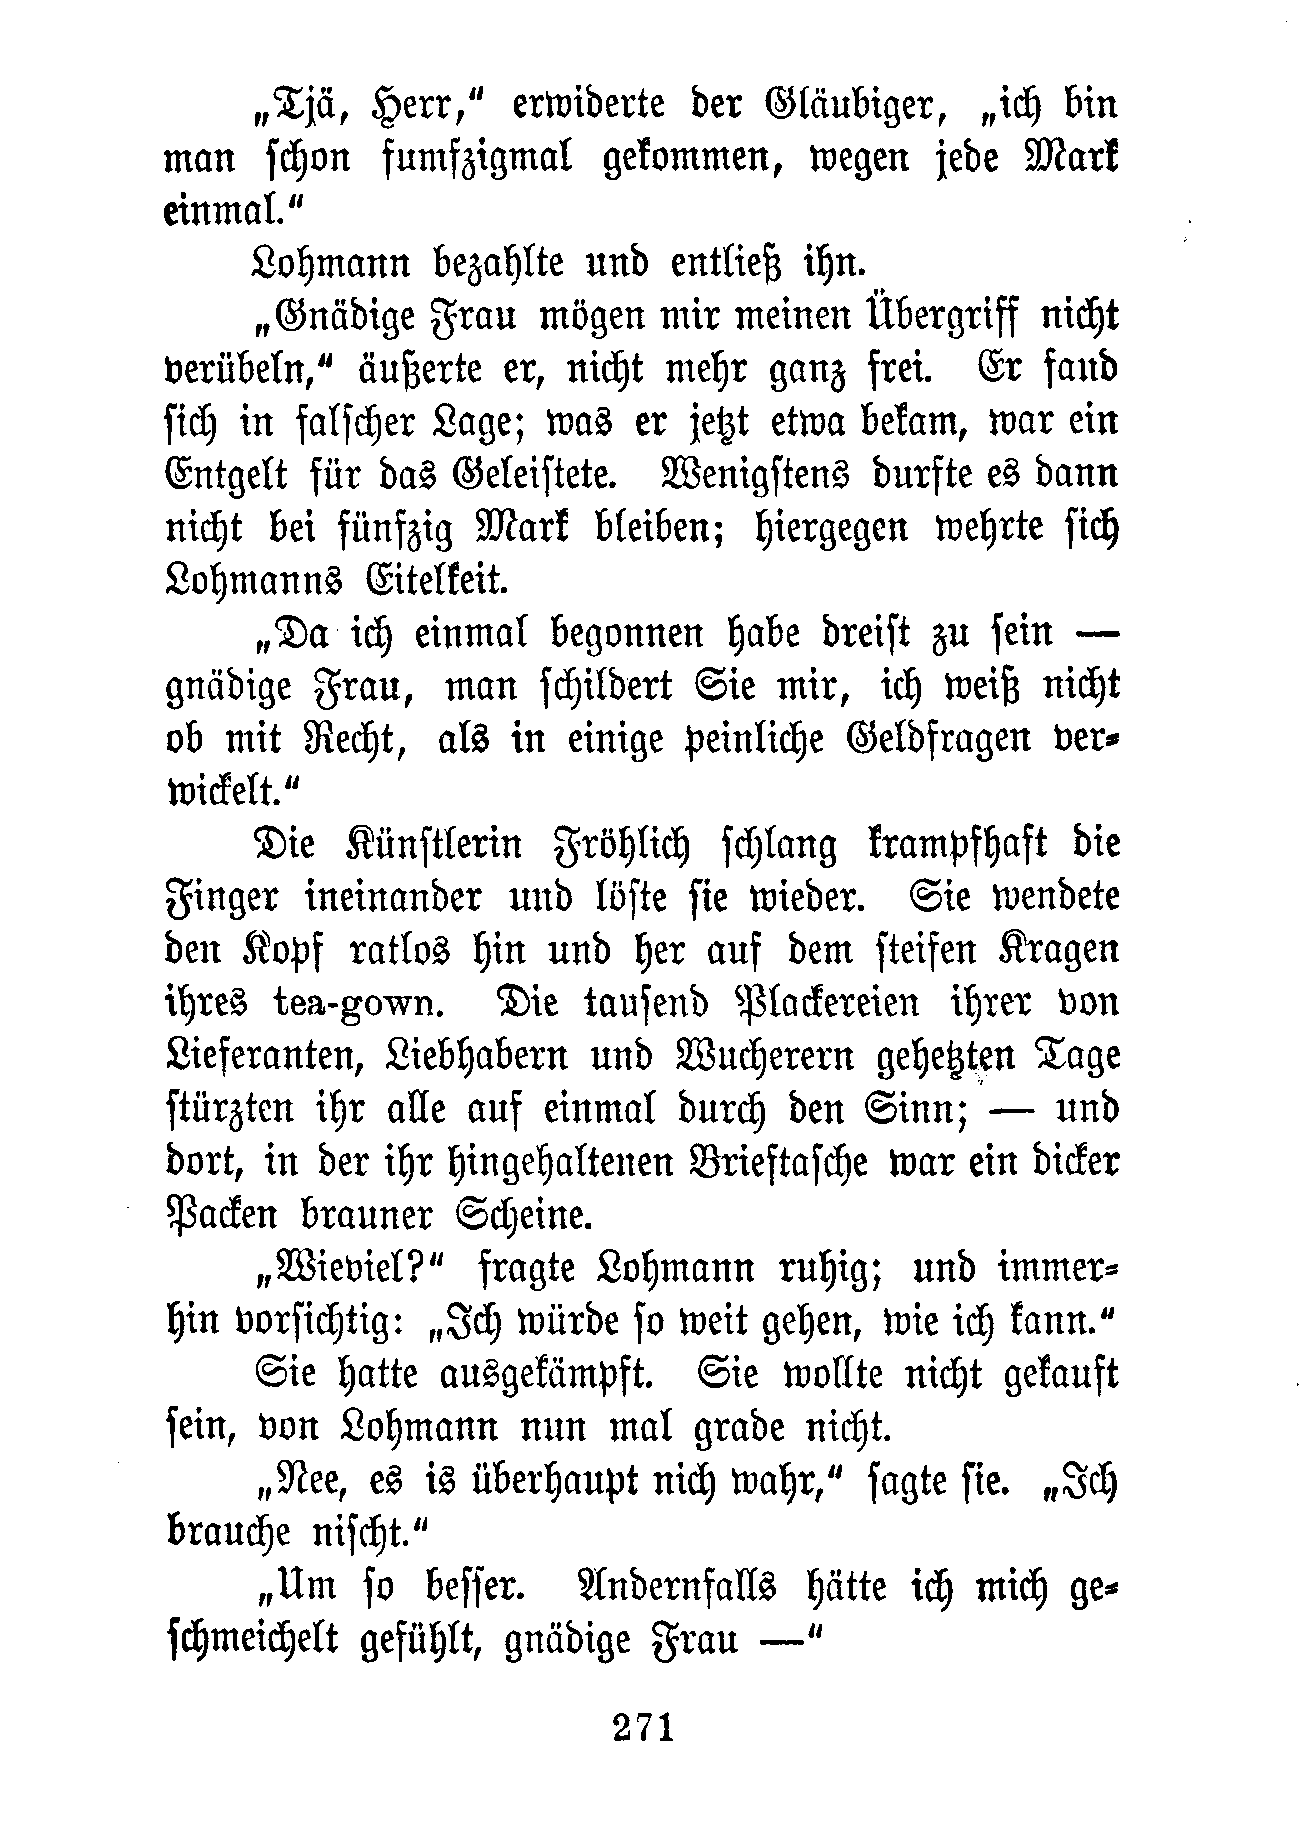 „Tjä, Herr,“ erwiderte der Gläubiger, „ich bin
man schon fumfzigmal gekommen, wegen jede Mark
einmal.“
Lohmann bezahlte und entließ ihn.
„Gnädige Frau mögen mir meinen Übergriff nicht
verübeln,“ äußerte er, nicht mehr ganz frei. Er fand
sich in falscher Lage; was er jetzt etwa bekam, war ein
Entgelt für das Geleistete. Wenigstens durfte es dann
nicht bei fünfzig Mark bleiben; hiergegen wehrte sich
Lohmanns Eitelkeit.
„Da ich einmal begonnen habe dreist zu sein —
gnädige Frau, man schildert Sie mir, ich weiß nicht
ob mit Recht, als in einige peinliche Geldfragen ver-
wickelt.“
Die Künstlerin Fröhlich schlang krampfhaft die
Finger ineinander und löste sie wieder. Sie wendete
den Kopf ratlos hin und her auf dem steifen Kragen
ihres tea-gown. Die tausend Plackereien ihrer von
Lieferanten, Liebhabern und Wucherern gehetzten Tage
stürzten ihr alle auf einmal durch den Sinn; — und
dort, in der ihr hingehaltenen Brieftasche war ein dicker
Packen brauner Scheine.
„Wieviel?“ fragte Lohmann ruhig; und immer-
hin vorsichtig: „Ich würde so weit gehen, wie ich kann.“
Sie hatte ausgekämpft. Sie wollte nicht gekauft
sein, von Lohmann nun mal grade nicht.
„Nee, es is überhaupt nich wahr,“ sagte sie. „Ich
brauche nischt.“
„Um so besser. Andernfalls hätte ich mich ge-
schmeichelt gefühlt, gnädige Frau —“
271